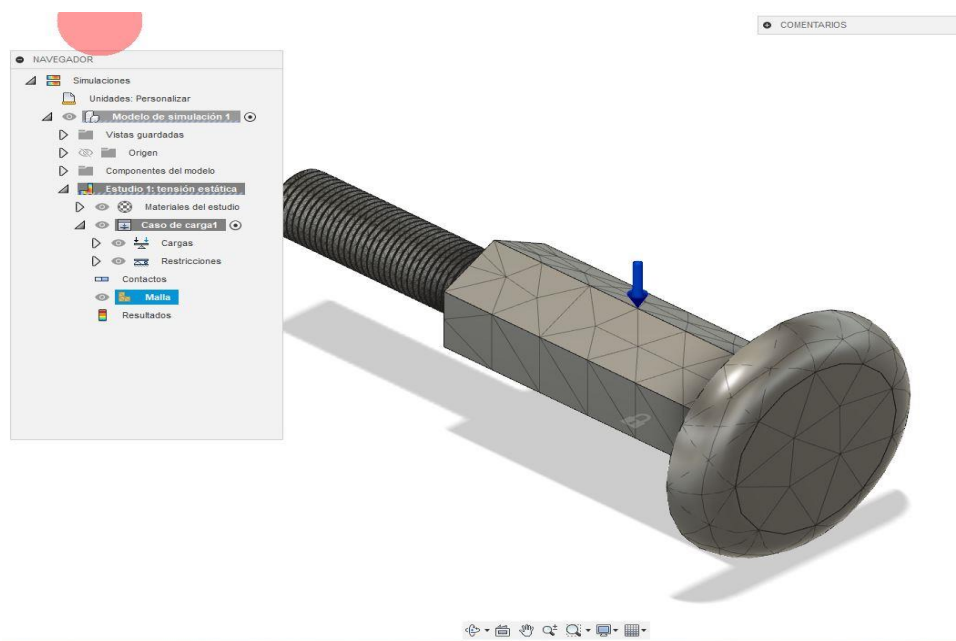 COMENTARIOS
NAVEGADOR
Simulaciones
Unidades: Personalizar
Modelo de simulación 1
Vistas guardadas
Origen
Componentes del modelo
Estudio 1: tensión estática
Materiales del estudio
Caso de carga1
Cargas
Restricciones
Contactos
Malla
Resultados